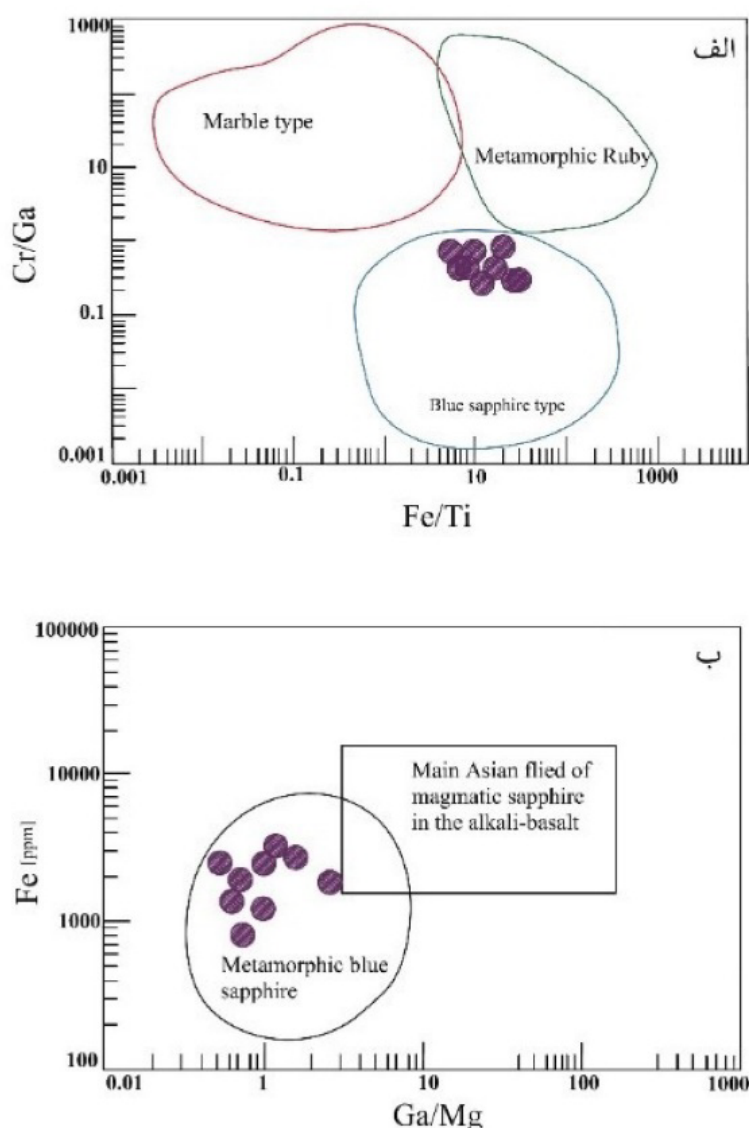 الف
1000
10
0.1
0.001
Cr/Ga
Marble type
Metamorphic Ruby
Blue sapphire type
0.001
0.1
10
1000
Fe/Ti
ب
100000
10000
1000
100
Fe [ppm]
Main Asian flied of
magmatic sapphire
in the alkali-basalt
Metamorphic blue
sapphire
0.01
1
10
100
1000
Ga/Mg